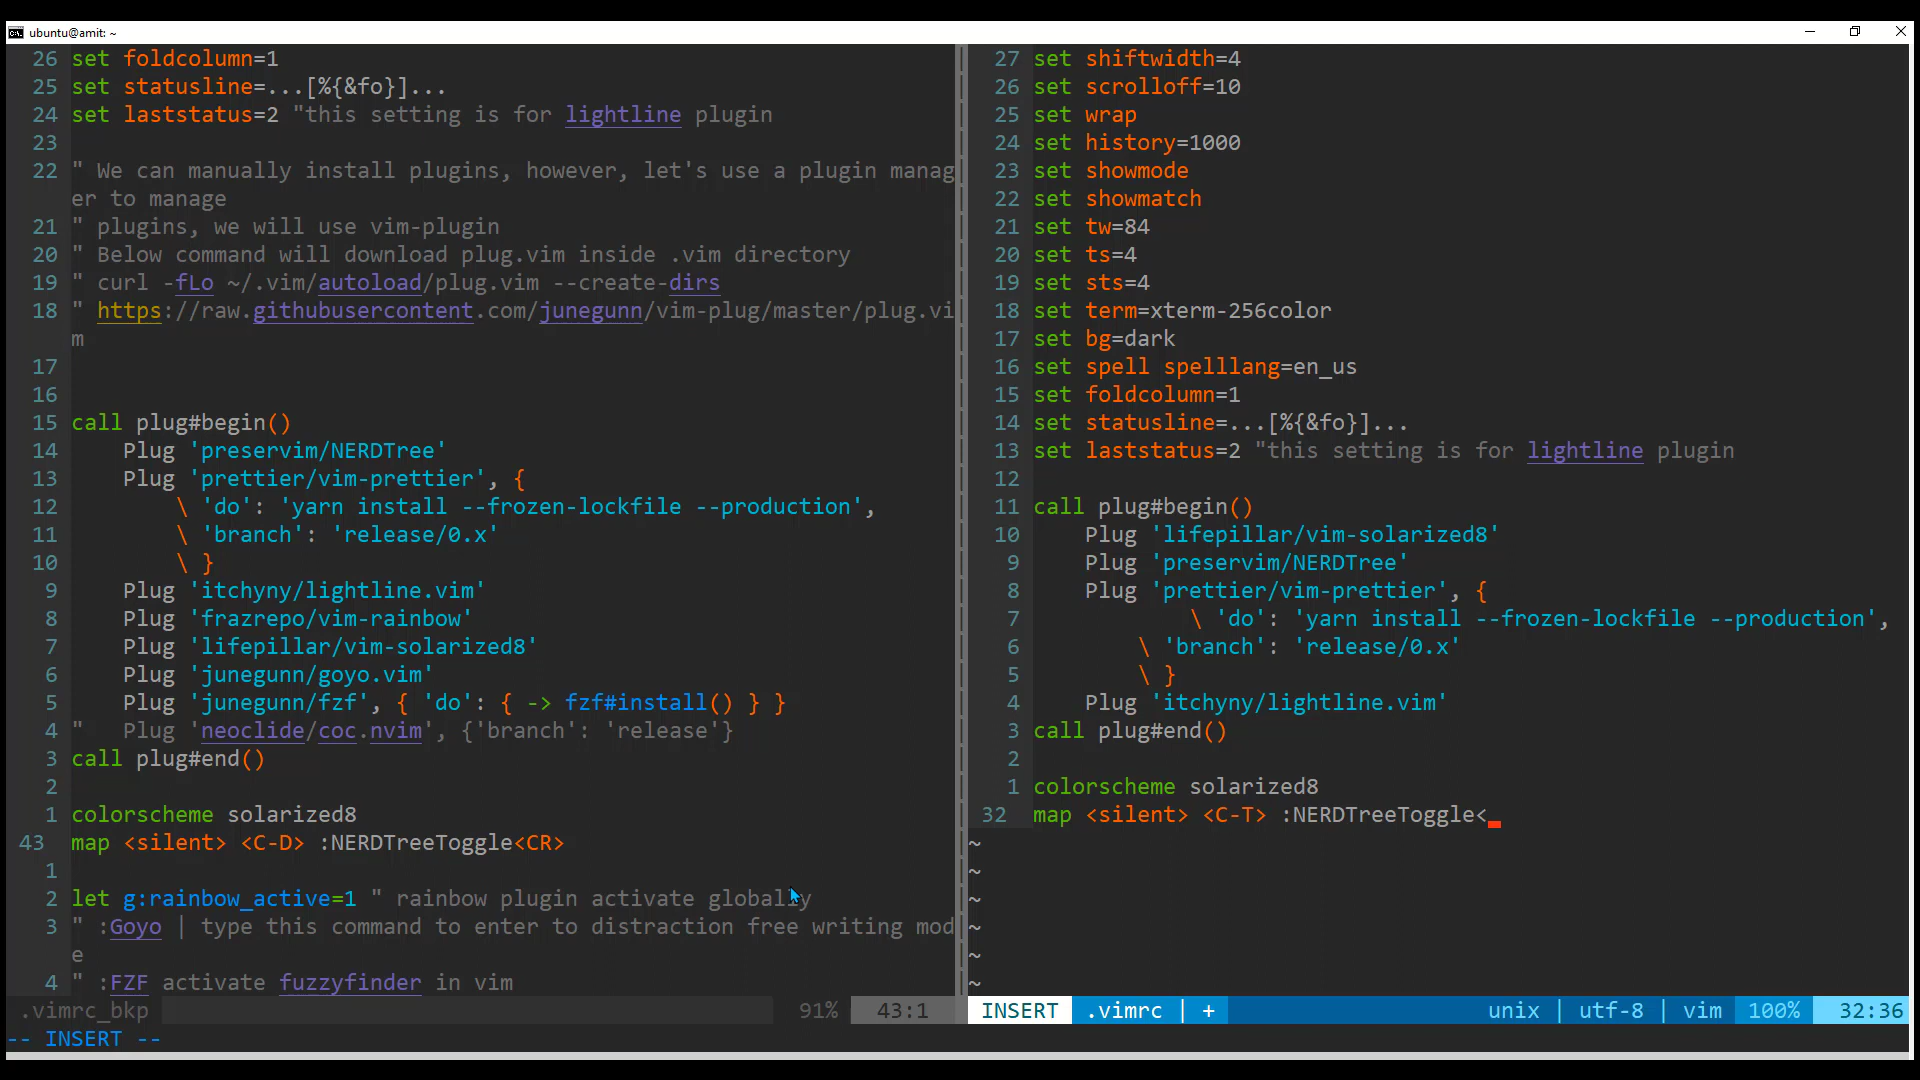 ubuntu@amit: ~
26 set foldcolumn=1
25 set statusline=...[%{&fo}]...
24 set laststatus=2 "this setting is for lightline plugin
23
22 " We can manually install plugins, however, let's use a plugin manag
er to manage
21 " plugins, we will use vim-plugin
20 " Below command will download plug.vim inside .vim directory
19 " curl -fLo ~/.vim/autoload/plug.vim --create-dirs
18 " https://raw.githubusercontent.com/junegunn/vim-plug/master/plug.vi
m
17
16
15 call plug#begin()
14     Plug 'preservim/NERDTree'
13     Plug 'prettier/vim-prettier', {
12         \ 'do': 'yarn install --frozen-lockfile --production',
11         \ 'branch': 'release/0.x'
10         \ }
9     Plug 'itchyny/lightline.vim'
8     Plug 'frazrepo/vim-rainbow'
7     Plug 'lifepillar/vim-solarized8'
6     Plug 'junegunn/goyo.vim'
5     Plug 'junegunn/fzf', { 'do': { -> fzf#install() } }
4 "   Plug 'neoclide/coc.nvim', {'branch': 'release'}
3 call plug#end()
2
1 colorscheme solarized8
43 map <silent> <C-D> :NERDTreeToggle<CR>
1
2 let g:rainbow_active=1 " rainbow plugin activate globally
3 " :Goyo | type this command to enter to distraction free writing mod
e
4 " :FZF activate fuzzyfinder in vim
.vimrc_bkp 91% 43:1
27 set shiftwidth=4
26 set scrolloff=10
25 set wrap
24 set history=1000
23 set showmode
22 set showmatch
21 set tw=84
20 set ts=4
19 set sts=4
18 set term=xterm-256color
17 set bg=dark
16 set spell spelllang=en_us
15 set foldcolumn=1
14 set statusline=...[%{&fo}]...
13 set laststatus=2 "this setting is for lightline plugin
12
11 call plug#begin()
10     Plug 'lifepillar/vim-solarized8'
9     Plug 'preservim/NERDTree'
8     Plug 'prettier/vim-prettier', {
7             \ 'do': 'yarn install --frozen-lockfile --production',
6         \ 'branch': 'release/0.x'
5         \ }
4     Plug 'itchyny/lightline.vim'
3 call plug#end()
2
1 colorscheme solarized8
32 map <silent> <C-T> :NERDTreeToggle<
~
~
~
~
~
~
INSERT .vimrc | + unix | utf-8 | vim 100% 32:36
-- INSERT --